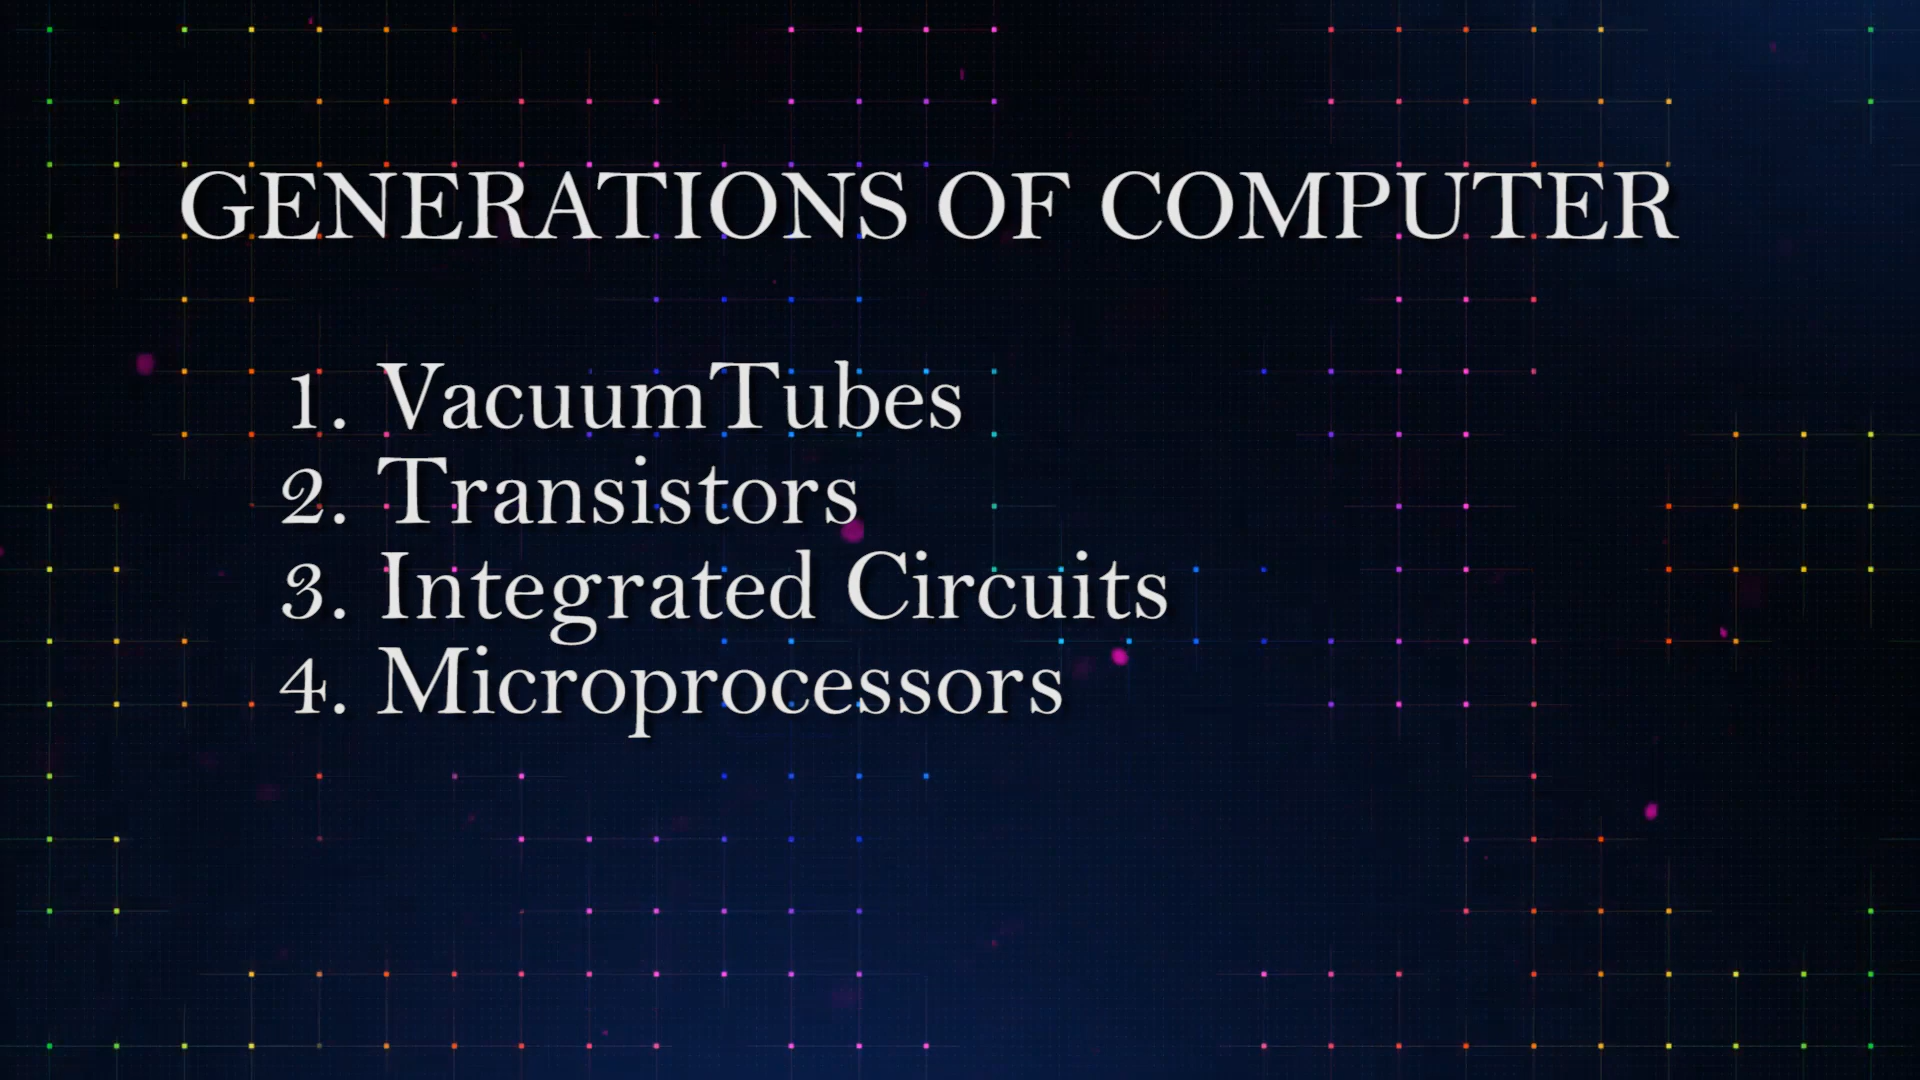 GENERATIONS OF COMPUTER
1. VacuumTubes
2. Transistors
3. Integrated Circuits
4. Microprocessors